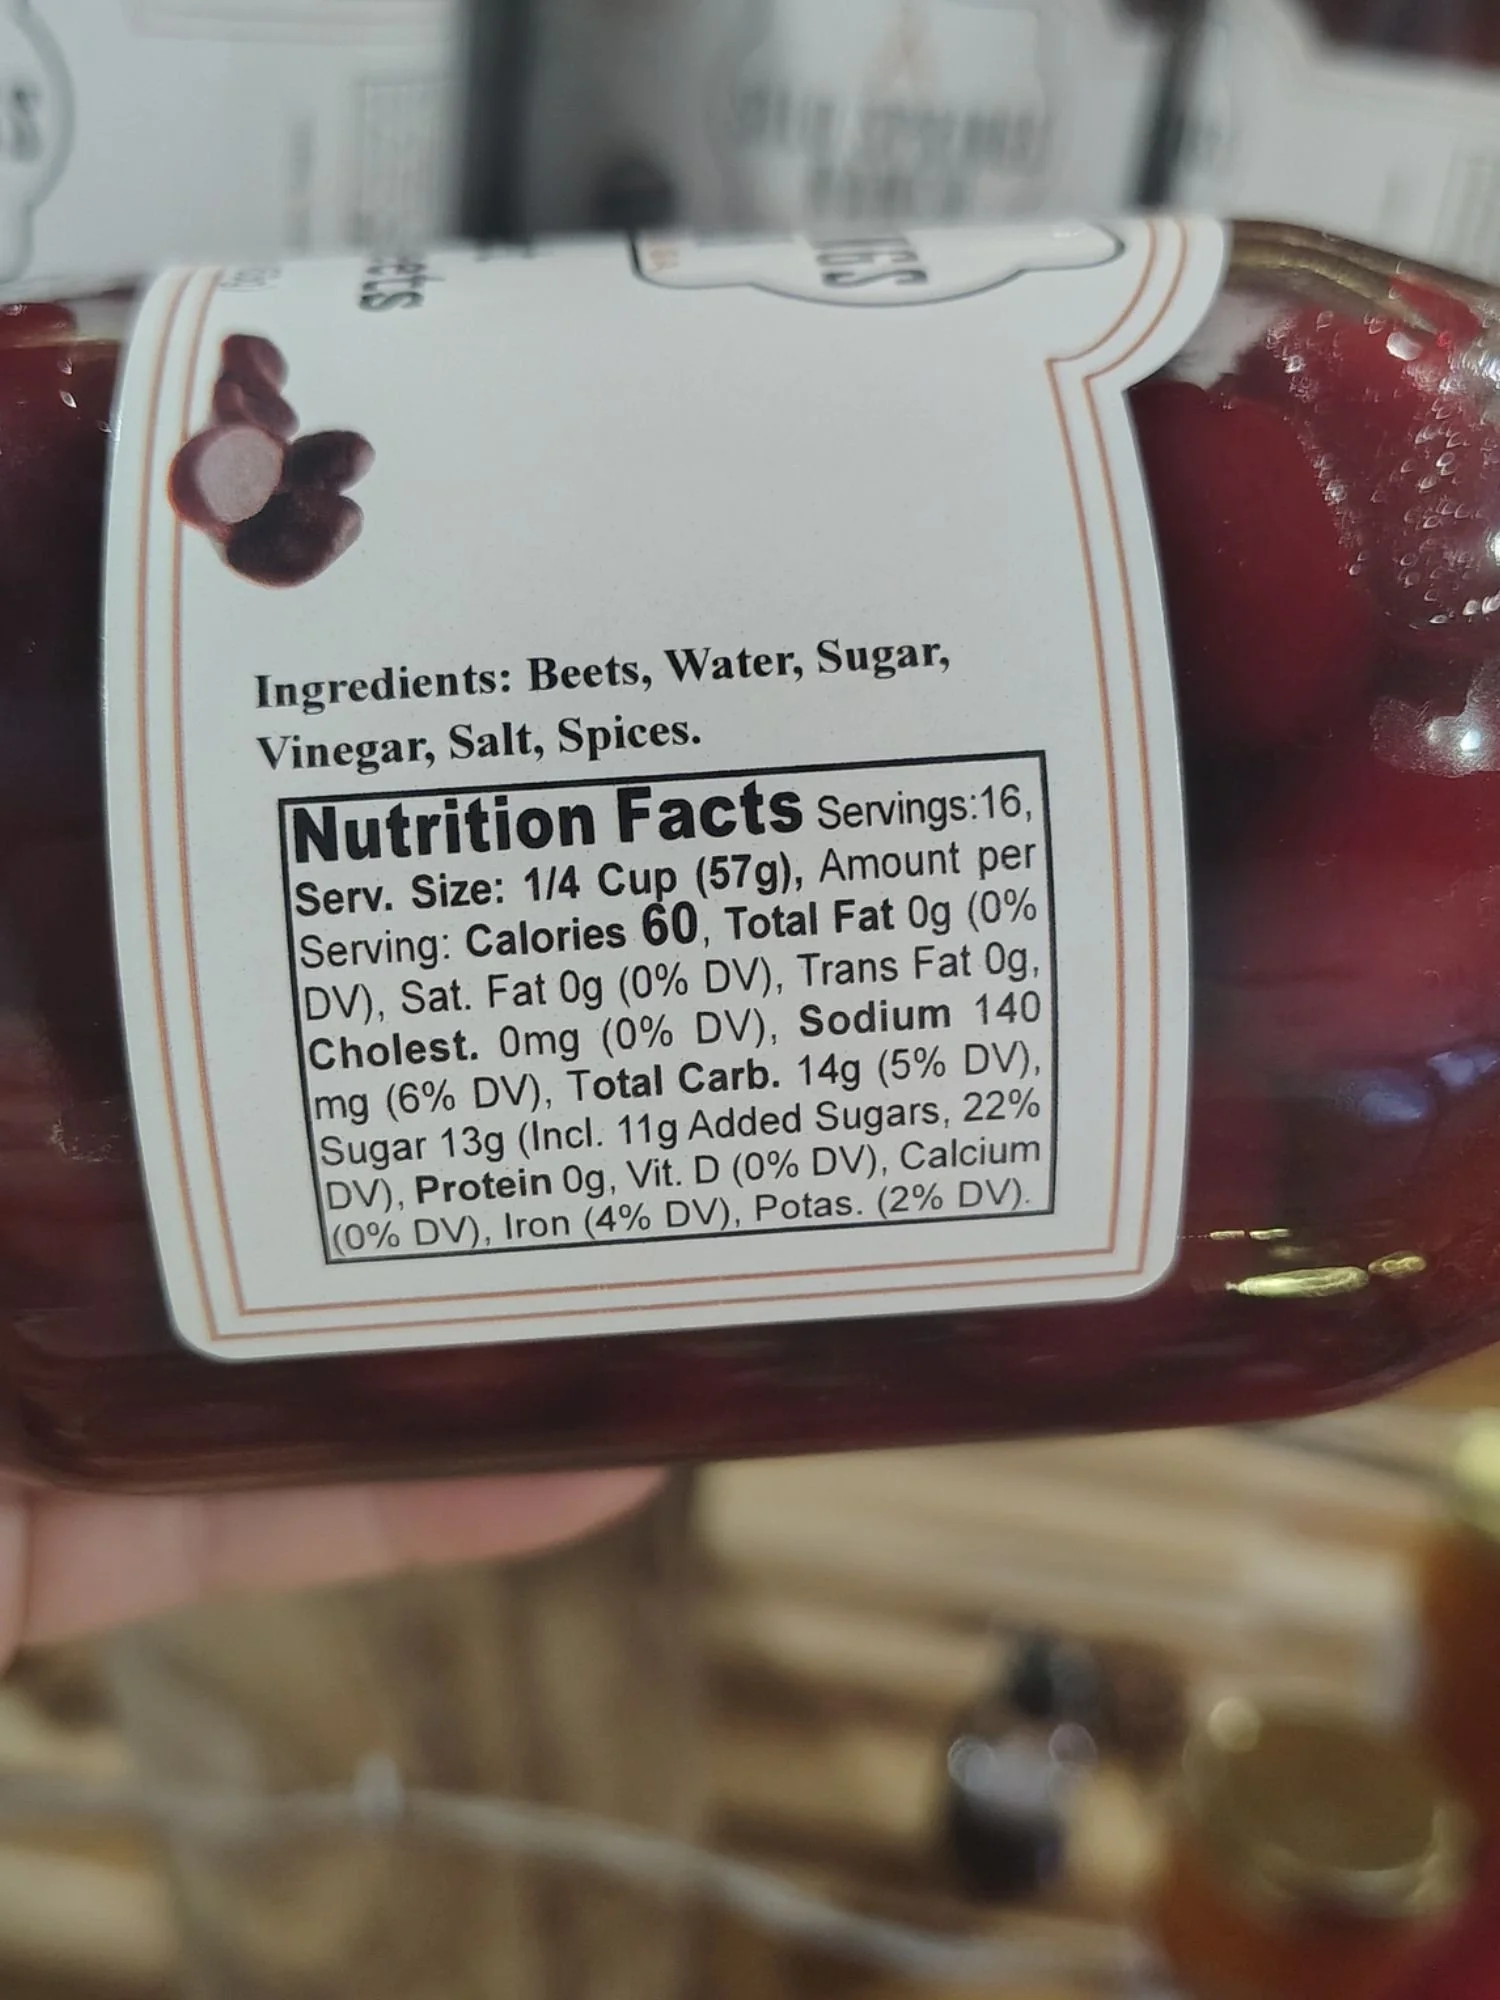 Ingredients: Beets, Water, Sugar,
Vinegar, Salt, Spices.
Nutrition Facts Servings:16,
Serv. Size: 1/4 Cup (57g), Amount per
Serving: Calories 60, Total Fat 0g (0%
DV), Sat. Fat 0g (0% DV), Trans Fat 0g,
Cholest. 0mg (0% DV), Sodium 140
mg (6% DV), Total Carb. 14g (5% DV),
Sugar 13g (Incl. 11g Added Sugars, 22%
DV), Protein 0g, Vit. D (0% DV), Calcium
(0% DV), Iron (4% DV), Potas. (2% DV).